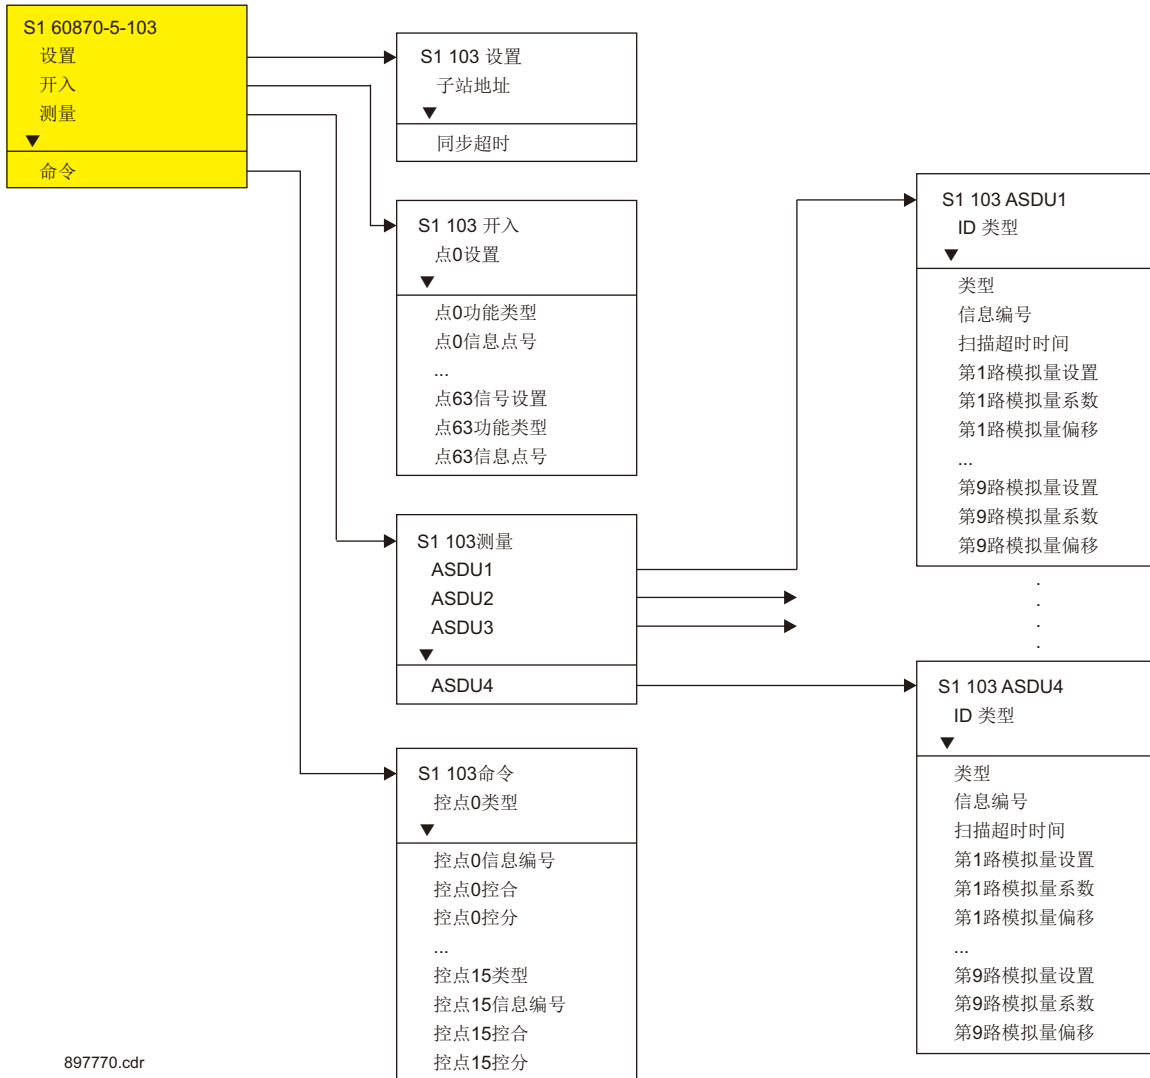 S1 60870-5-103
设置
开入
测量
▼
命令
S1 103 设置
子站地址
▼
同步超时
S1 103 开入
点0设置
▼
点0功能类型
点0信息点号
...
点63信号设置
点63功能类型
点63信息点号
S1 103测量
ASDU1
ASDU2
ASDU3
▼
ASDU4
S1 103命令
控点0类型
▼
控点0信息编号
控点0控合
控点0控分
...
控点15类型
控点15信息编号
控点15控合
控点15控分
S1 103 ASDU1
ID 类型
▼
类型
信息编号
扫描超时时间
第1路模拟量设置
第1路模拟量系数
第1路模拟量偏移
...
第9路模拟量设置
第9路模拟量系数
第9路模拟量偏移
.
.
.
.
S1 103 ASDU4
ID 类型
▼
类型
信息编号
扫描超时时间
第1路模拟量设置
第1路模拟量系数
第1路模拟量偏移
...
第9路模拟量设置
第9路模拟量系数
第9路模拟量偏移
897770.cdr